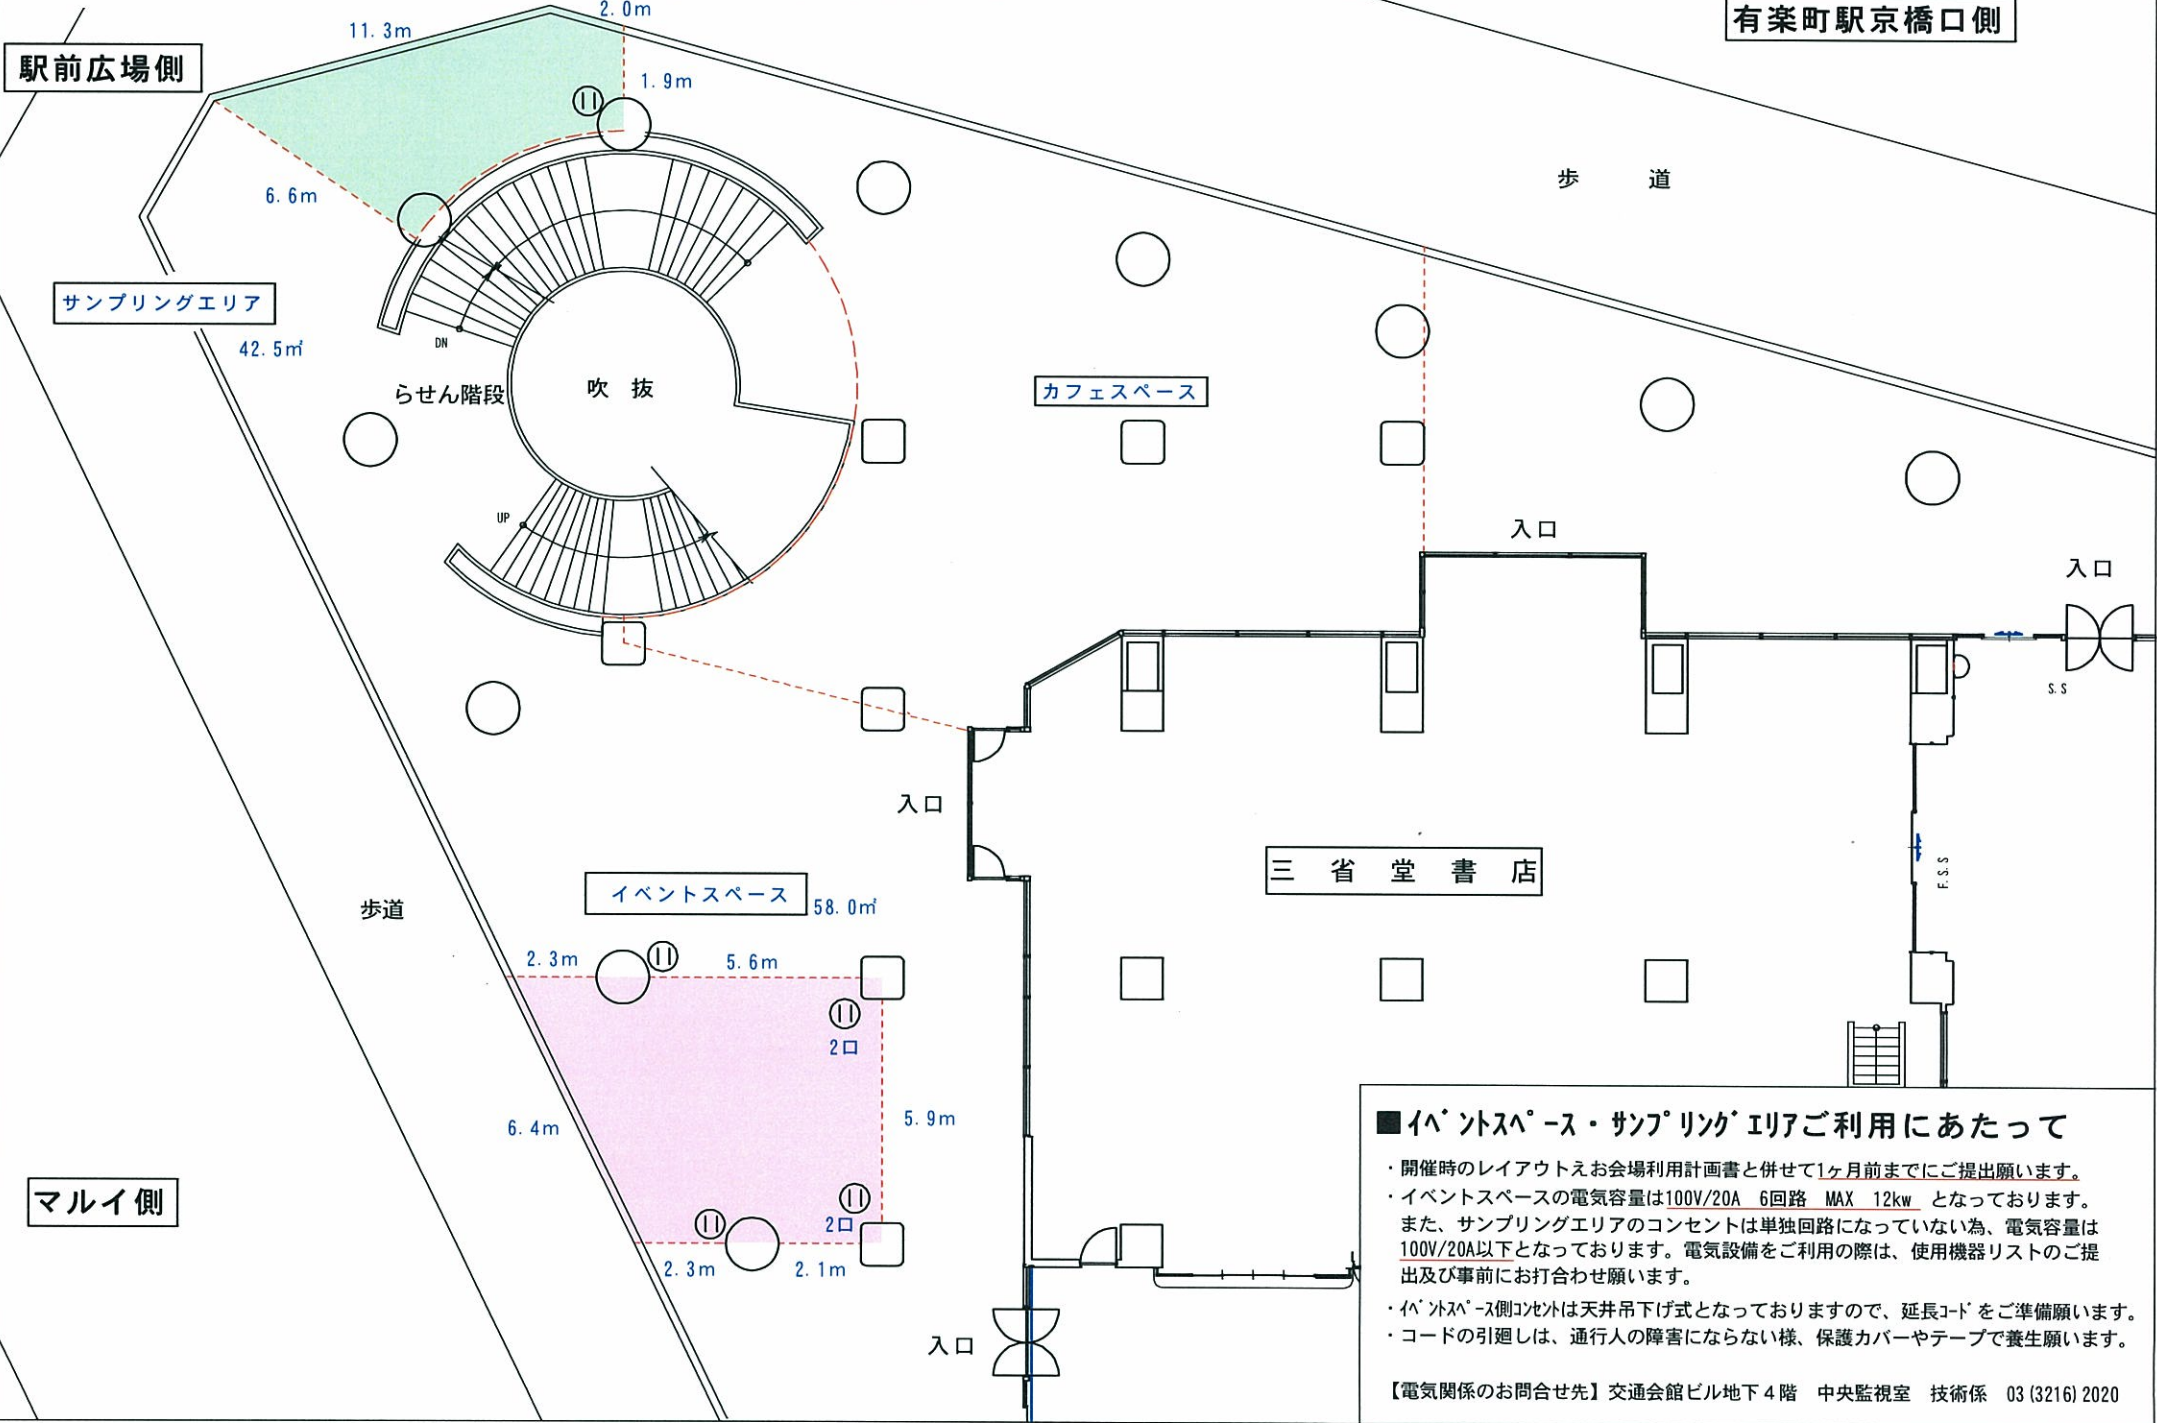 2.0m
有楽町駅京橋口側
11.3m
駅前広場側
1.9m
歩 道
6.6m
サンプリングエリア
42.5㎡
DN
らせん階段
吹 抜
カフェスペース
UP
入口
入口
S.S
入口
三 省 堂 書 店
F.S.S
イベントスペース
58.0㎡
歩道
2.3m
5.6m
2口
6.4m
5.9m
マルイ側
2口
2.3m
2.1m
入口
■イベントスペース・サンプリングエリアご利用にあたって
・開催時のレイアウトえお会場利用計画書と併せて1ヶ月前までにご提出願います。
・イベントスペースの電気容量は100V/20A 6回路 MAX 12kw となっております。
また、サンプリングエリアのコンセントは単独回路になっていない為、電気容量は
100V/20A以下となっております。電気設備をご利用の際は、使用機器リストのご提
出及び事前にお打合わせ願います。
・イベントスペース側コンセントは天井吊下げ式となっておりますので、延長コードをご準備願います。
・コードの引廻しは、通行人の障害にならない様、保護カバーやテープで養生願います。
【電気関係のお問合せ先】交通会館ビル地下4階 中央監視室 技術係 03(3216)2020